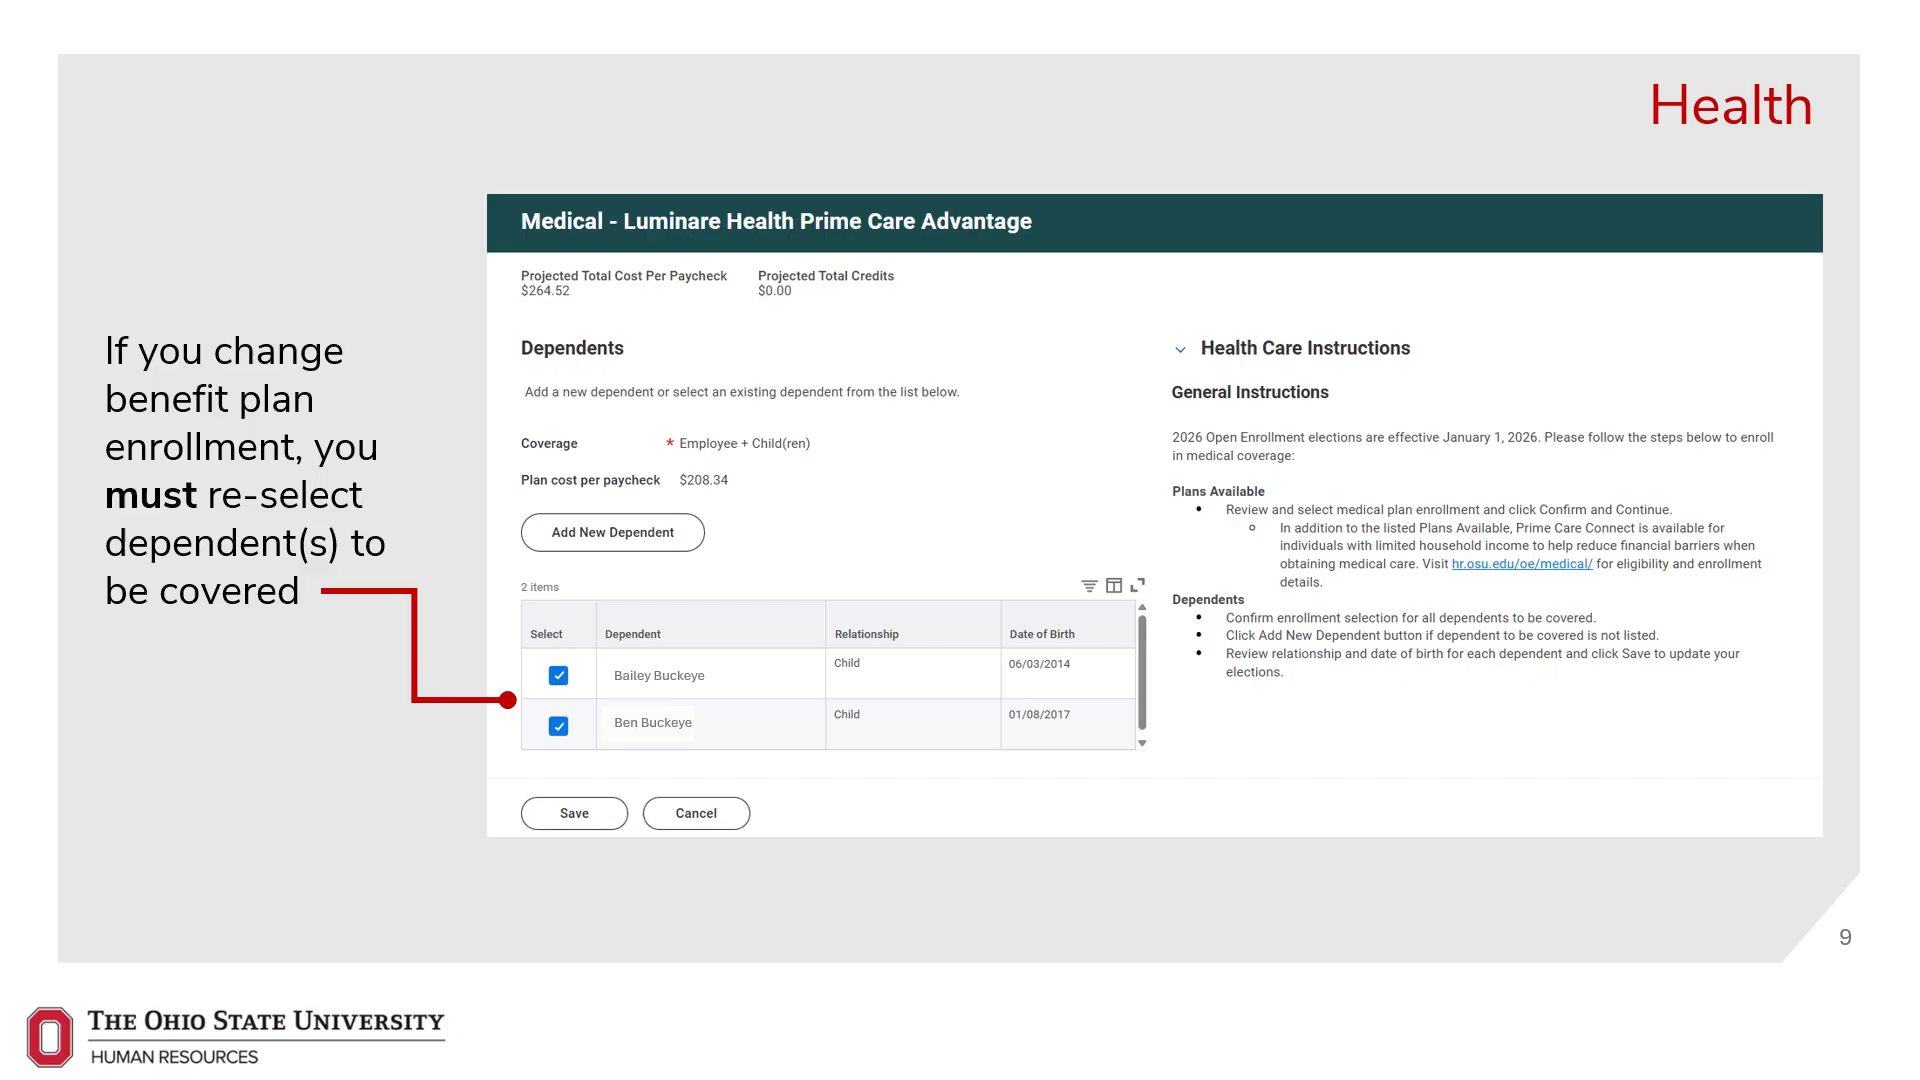 Health
If you change
benefit plan
enrollment, you
must re-select
dependent(s) to
be covered
Medical - Luminare Health Prime Care Advantage
Projected Total Cost Per Paycheck
$264.52
Projected Total Credits
$0.00
Dependents
Add a new dependent or select an existing dependent from the list below.
Coverage * Employee + Child(ren)
Plan cost per paycheck $208.34
Add New Dependent
2 items
Select Dependent Relationship Date of Birth
Bailey Buckeye Child 06/03/2014
Ben Buckeye Child 01/08/2017
Save Cancel
Health Care Instructions
General Instructions
2026 Open Enrollment elections are effective January 1, 2026. Please follow the steps below to enroll
in medical coverage:
Plans Available
• Review and select medical plan enrollment and click Confirm and Continue.
o In addition to the listed Plans Available, Prime Care Connect is available for
individuals with limited household income to help reduce financial barriers when
obtaining medical care. Visit hr.osu.edu/oe/medical/ for eligibility and enrollment
details.
Dependents
• Confirm enrollment selection for all dependents to be covered.
• Click Add New Dependent button if dependent to be covered is not listed.
• Review relationship and date of birth for each dependent and click Save to update your
elections.
9
THE OHIO STATE UNIVERSITY
HUMAN RESOURCES